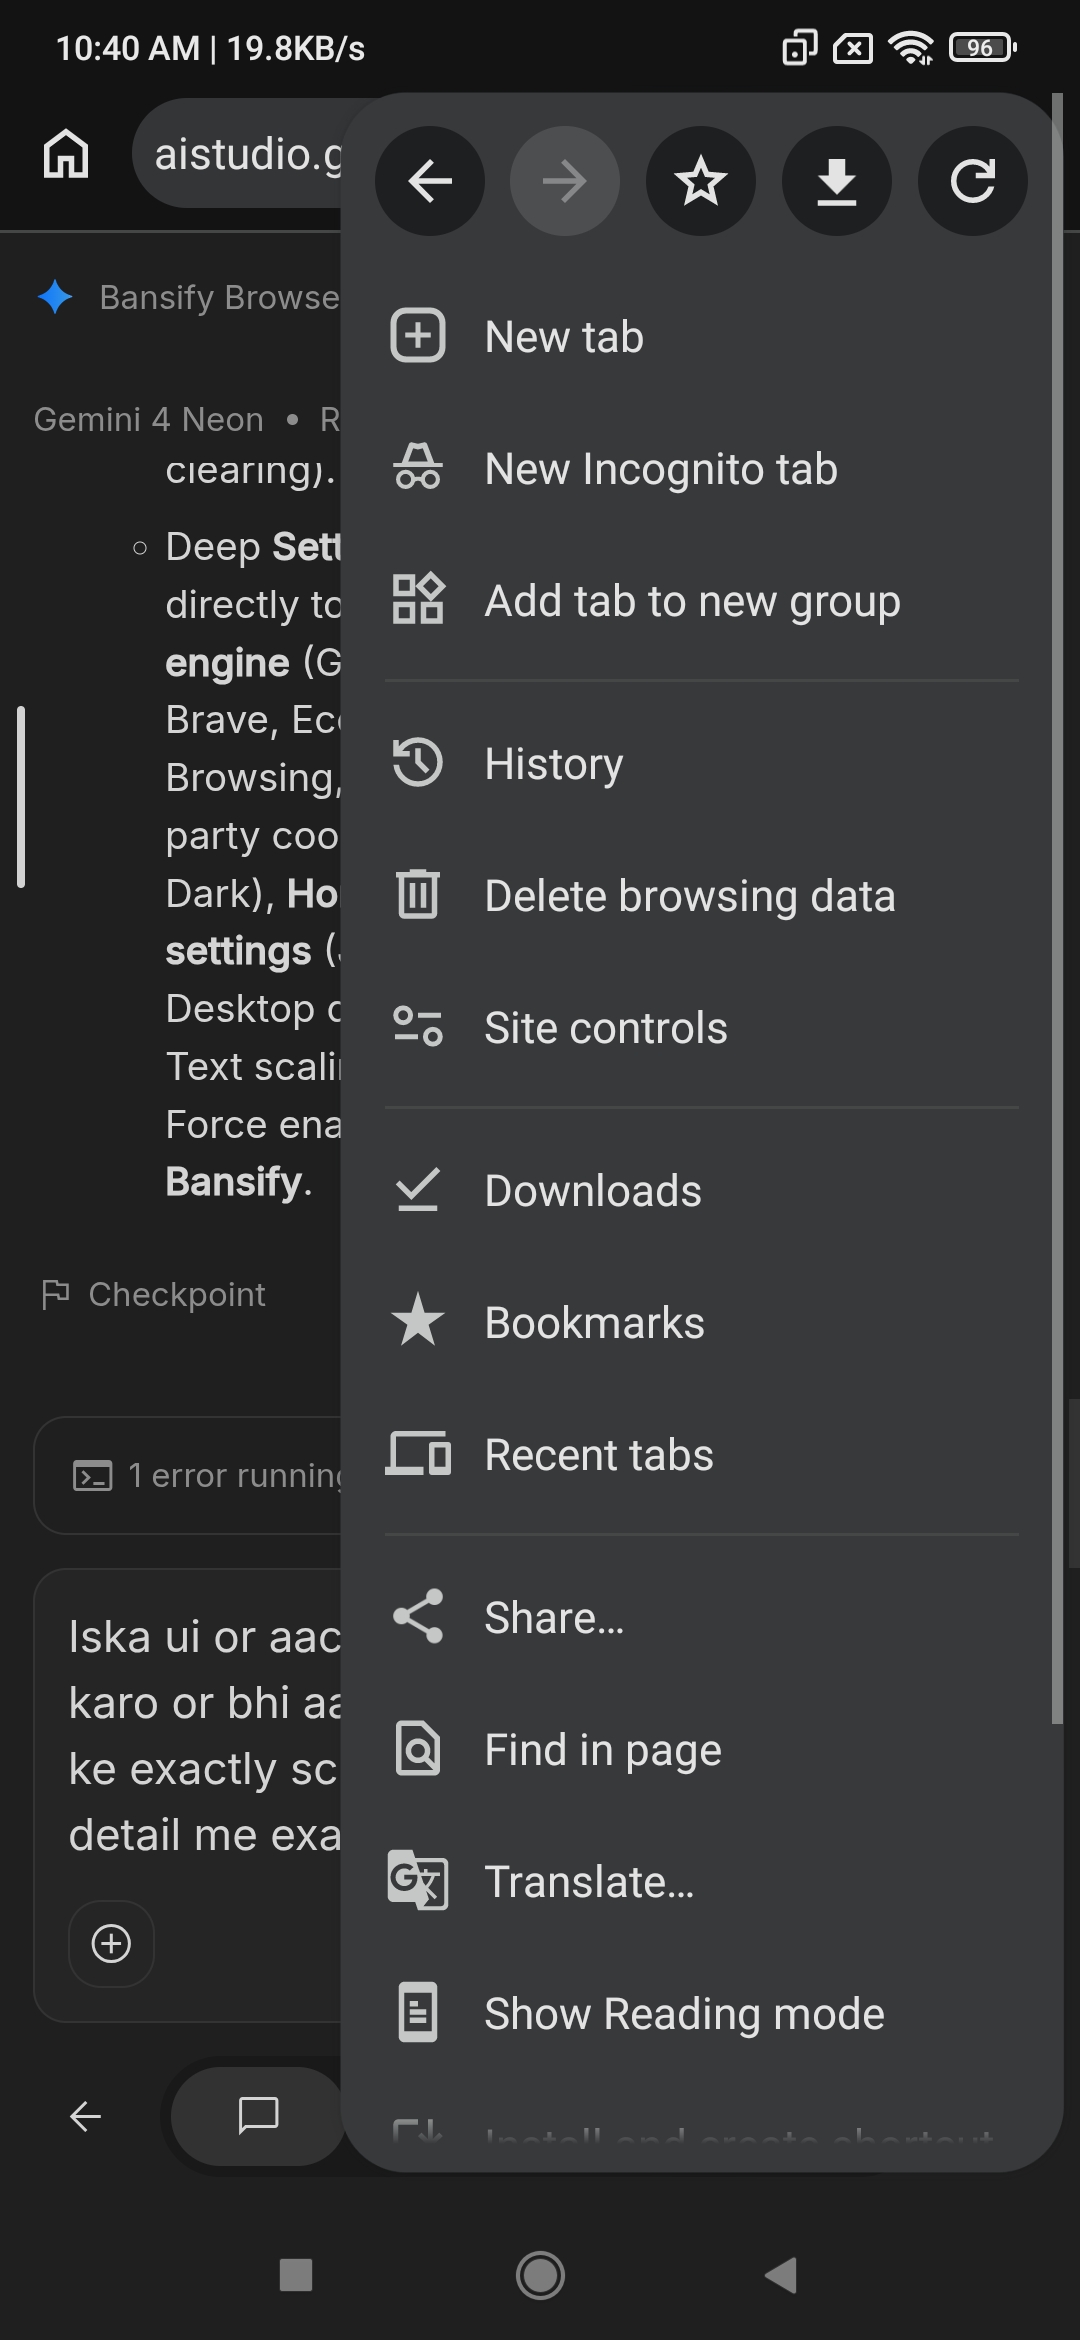 10:40 AM | 19.8KB/s
96
aistudio.g
Bansify Browse
Gemini 4 Neon • R
clearing).
Deep Sett
directly to
engine (G
Brave, Ec
Browsing,
party coo
Dark), Ho
settings (
Desktop
Text scali
Force ena
Bansify.
Checkpoint
1 error running
Iska ui or aac
karo or bhi aa
ke exactly sc
detail me exa
New tab
New Incognito tab
Add tab to new group
History
Delete browsing data
Site controls
Downloads
Bookmarks
Recent tabs
Share...
Find in page
Translate...
Show Reading mode
Install and create shortcut